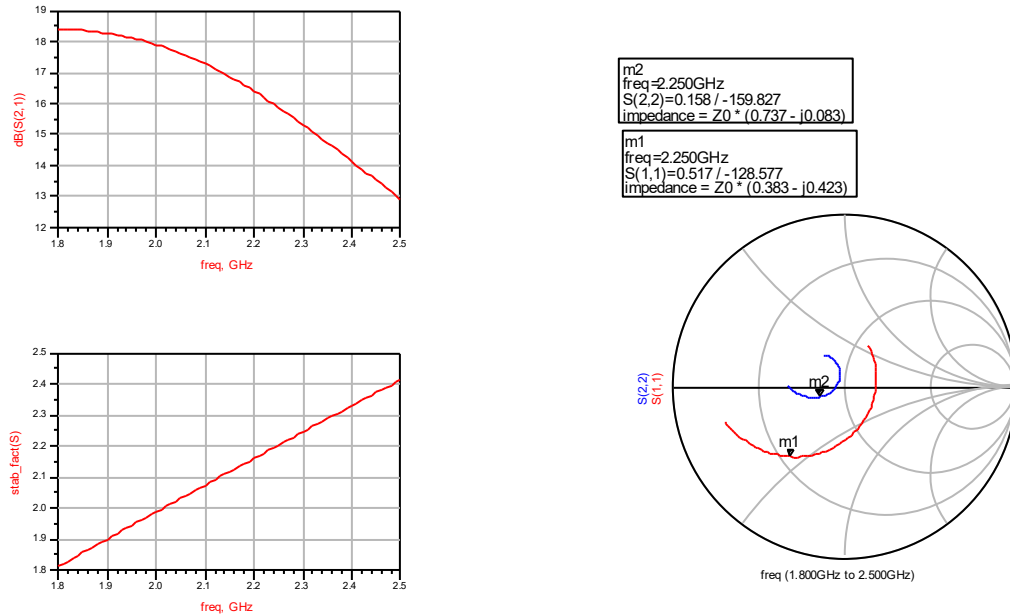 19
18
17
16
15
14
13
12
dB(S(2,1))
1.8
1.9
2.0
2.1
2.2
2.3
2.4
2.5
freq, GHz
m2
freq=2.250GHz
S(2,2)=0.158 / -159.827
impedance = Z0 * (0.737 - j0.083)
m1
freq=2.250GHz
S(1,1)=0.517 / -128.577
impedance = Z0 * (0.383 - j0.423)
2.5
2.4
2.3
2.2
2.1
2.0
1.9
1.8
stab_fact(S)
1.8
1.9
2.0
2.1
2.2
2.3
2.4
2.5
freq, GHz
S(2,2)
S(1,1)
m2
m1
freq (1.800GHz to 2.500GHz)